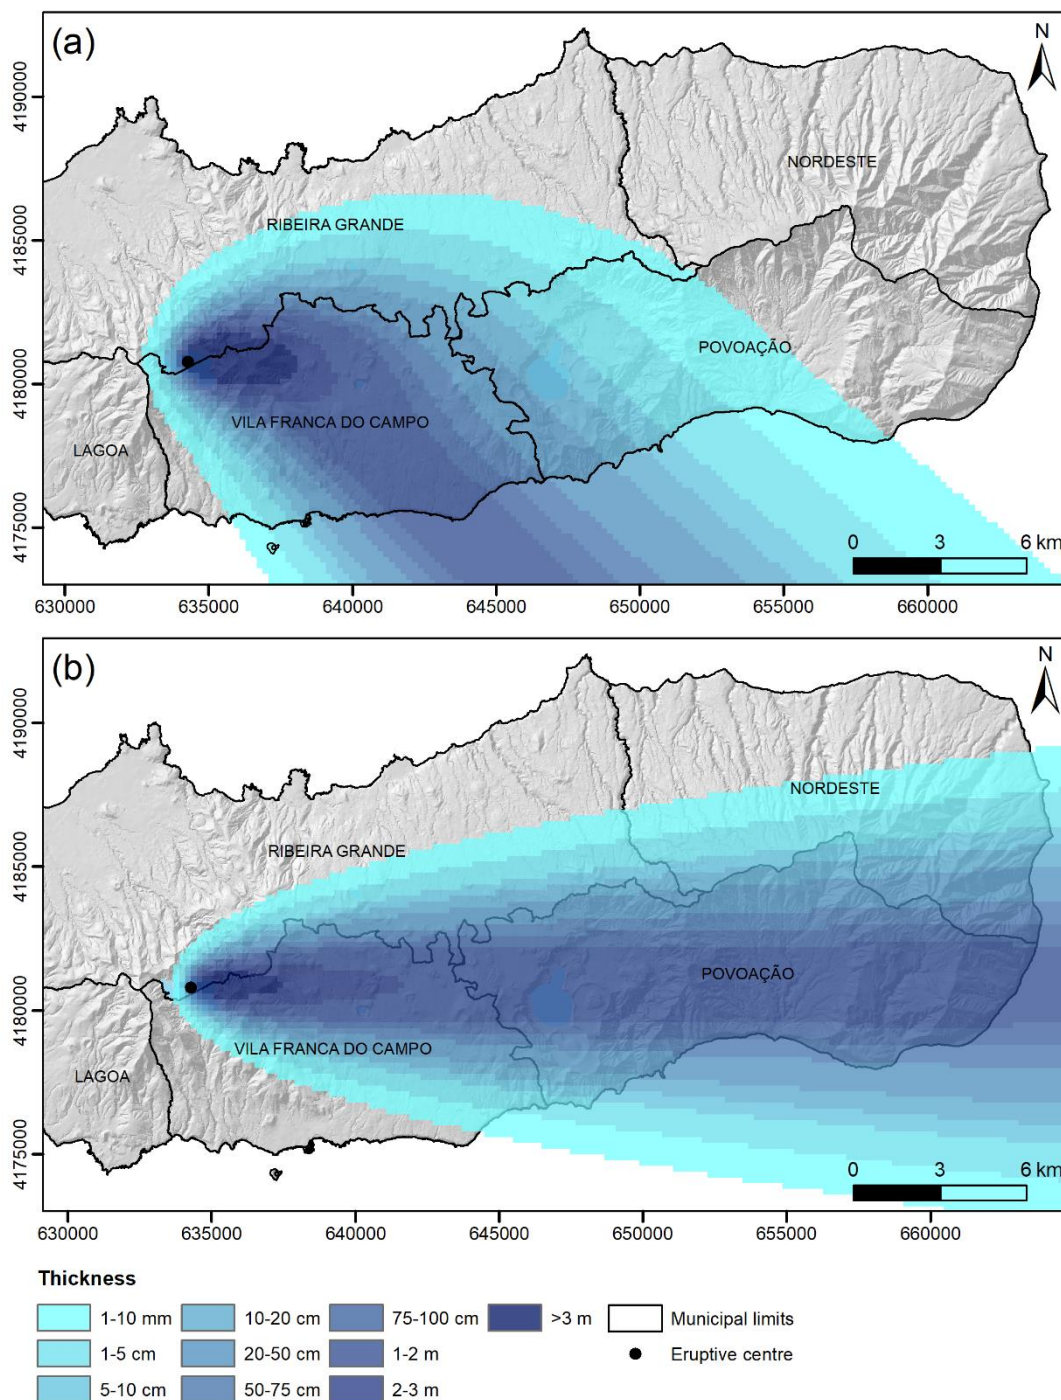 (a)
N
4190000
4185000
4180000
4175000
NORDESTE
RIBEIRA GRANDE
POVOAÇÃO
VILA FRANCA DO CAMPO
LAGOA
0 3 6 km
630000 635000 640000 645000 650000 655000 660000
(b)
N
4190000
4185000
4180000
4175000
NORDESTE
RIBEIRA GRANDE
POVOAÇÃO
VILA FRANCA DO CAMPO
LAGOA
0 3 6 km
630000 635000 640000 645000 650000 655000 660000
Thickness
1-10 mm 10-20 cm 75-100 cm >3 m Municipal limits
1-5 cm 20-50 cm 1-2 m Eruptive centre
5-10 cm 50-75 cm 2-3 m